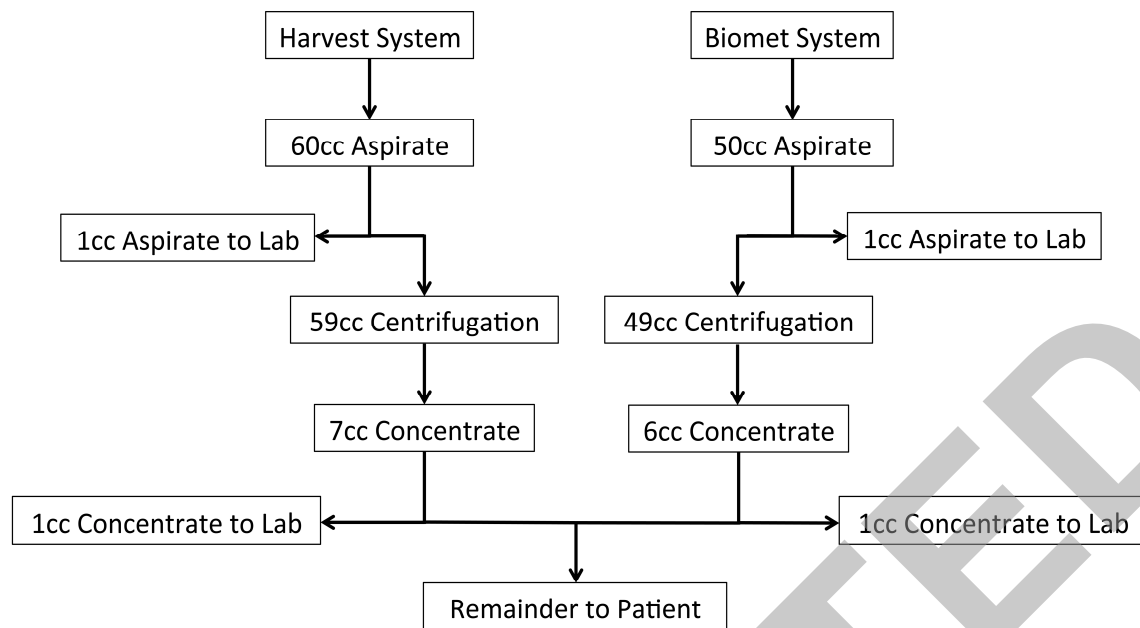 Harvest System
Biomet System
60cc Aspirate
50cc Aspirate
1cc Aspirate to Lab
1cc Aspirate to Lab
59cc Centrifugation
49cc Centrifugation
7cc Concentrate
6cc Concentrate
1cc Concentrate to Lab
1cc Concentrate to Lab
Remainder to Patient
TED